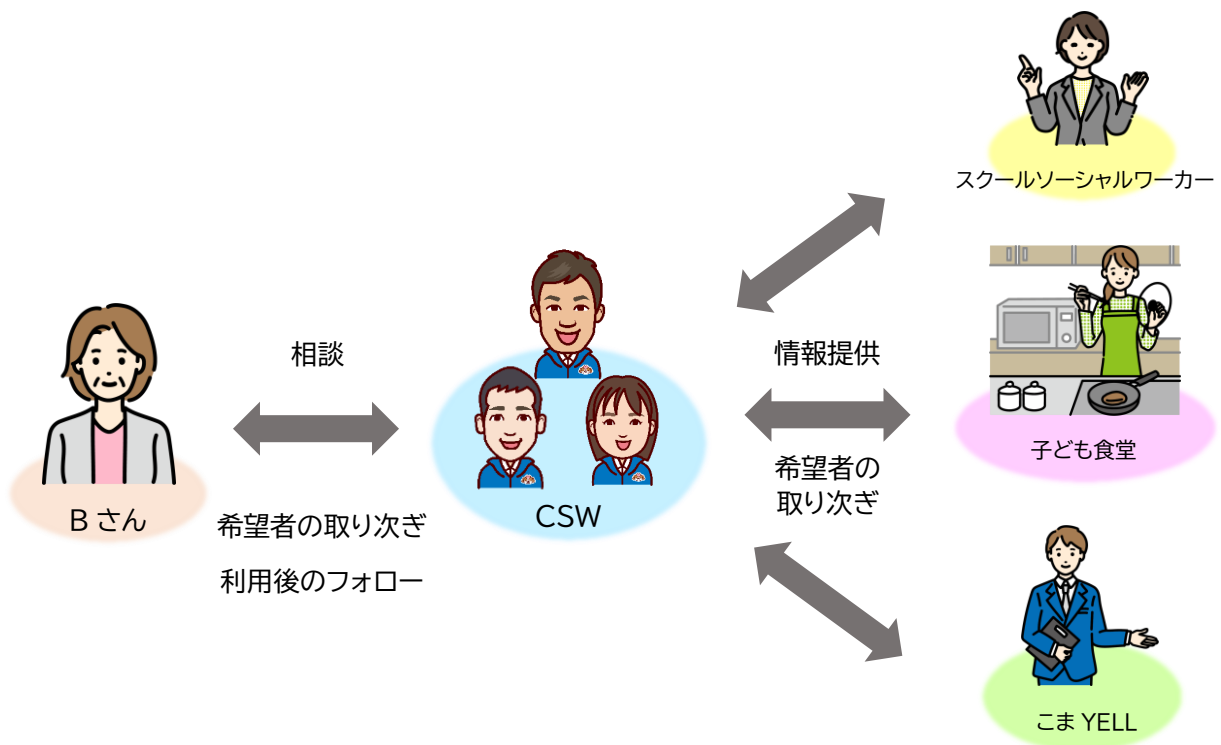 スクールソーシャルワーカー
相談
情報提供
子ども食堂
希望者の
取り次ぎ
Bさん
希望者の取り次ぎ
利用後のフォロー
CSW
こまYELL